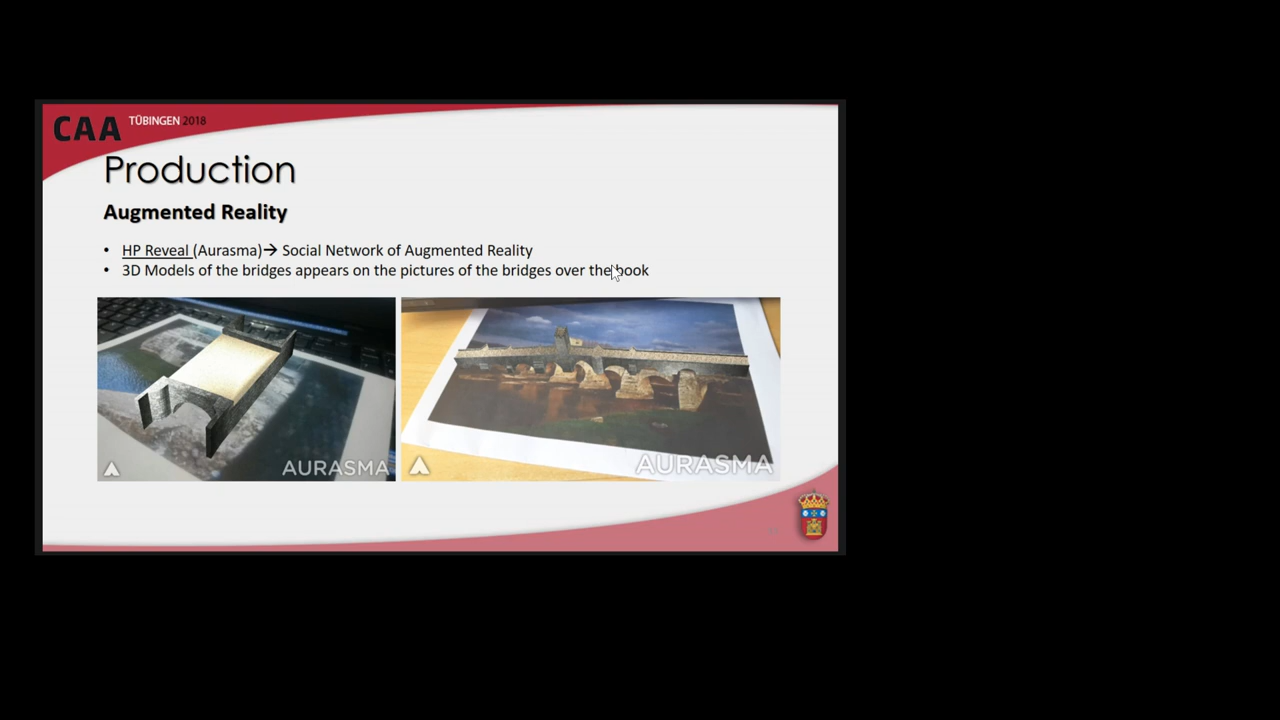 CAA TÜBINGEN 2018
Production
Augmented Reality
• HP Reveal (Aurasma)→ Social Network of Augmented Reality
• 3D Models of the bridges appears on the pictures of the bridges over the book
AURASMA
AURASMA